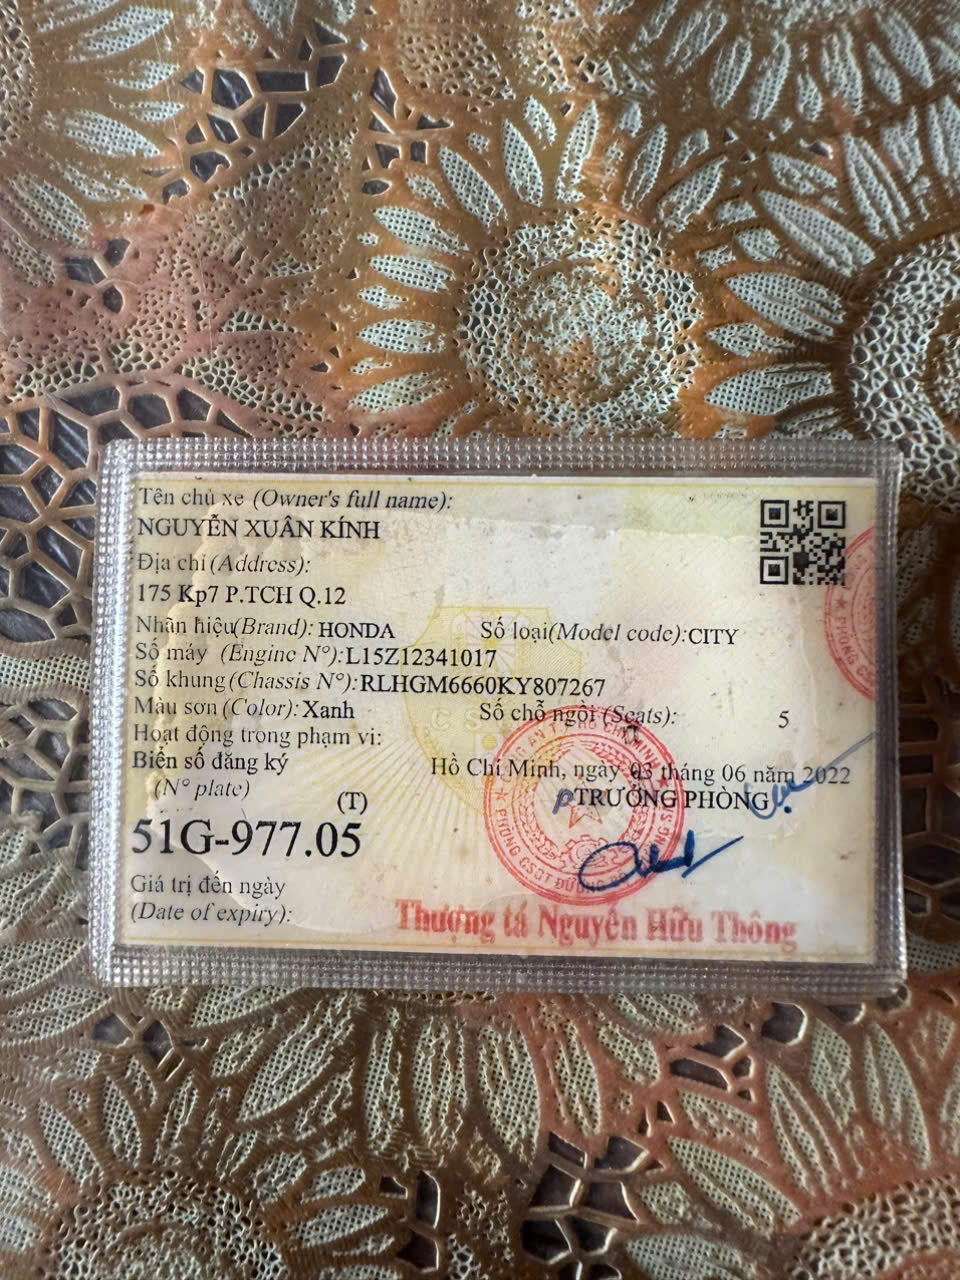 Tên chủ xe (Owner's full name):
NGUYỄN XUÂN KÍNH
Địa chỉ (Address):
175 Kp7 P.TCH Q.12
Nhãn hiệu(Brand): HONDA Số loại(Model code):CITY
Số máy (Engine N°):L15Z12341017
Số khung (Chassis N°):RLHGM6660KY807267
Màu sơn (Color): Xanh Số chỗ ngồi (Seats): 5
Hoạt động trong phạm vi:
Biển số đăng ký Hồ Chí Minh, ngày 03 tháng 06 năm 2022
(N° plate) (T) TRƯỞNG PHÒNG
51G-977.05
Giá trị đến ngày
(Date of expiry):
Thượng tá Nguyễn Hữu Thông